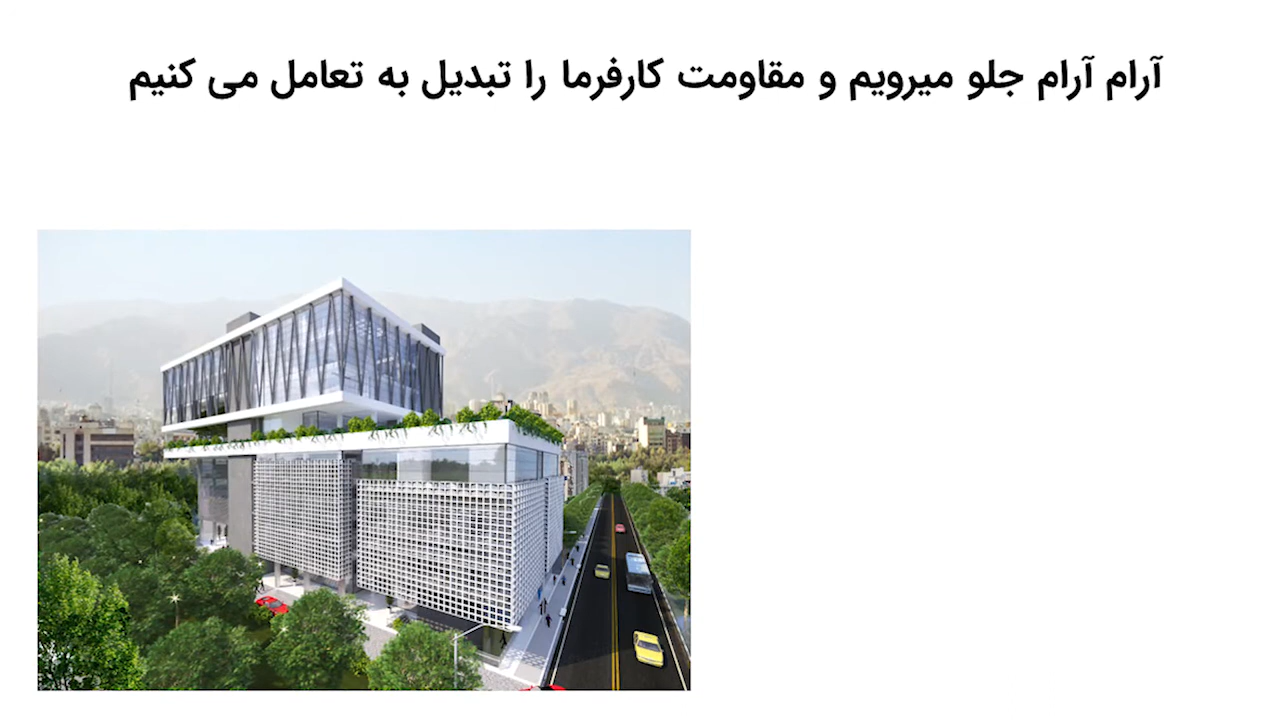 آرام آرام جلو میرویم و مقاومت کارفرما را تبدیل به تعامل می کنیم